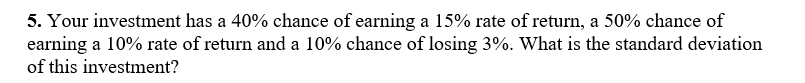 5. Your investment has a 40% chance of earning a 15% rate of return, a 50% chance of
earning a 10% rate of return and a 10% chance of losing 3%. What is the standard deviation
of this investment?